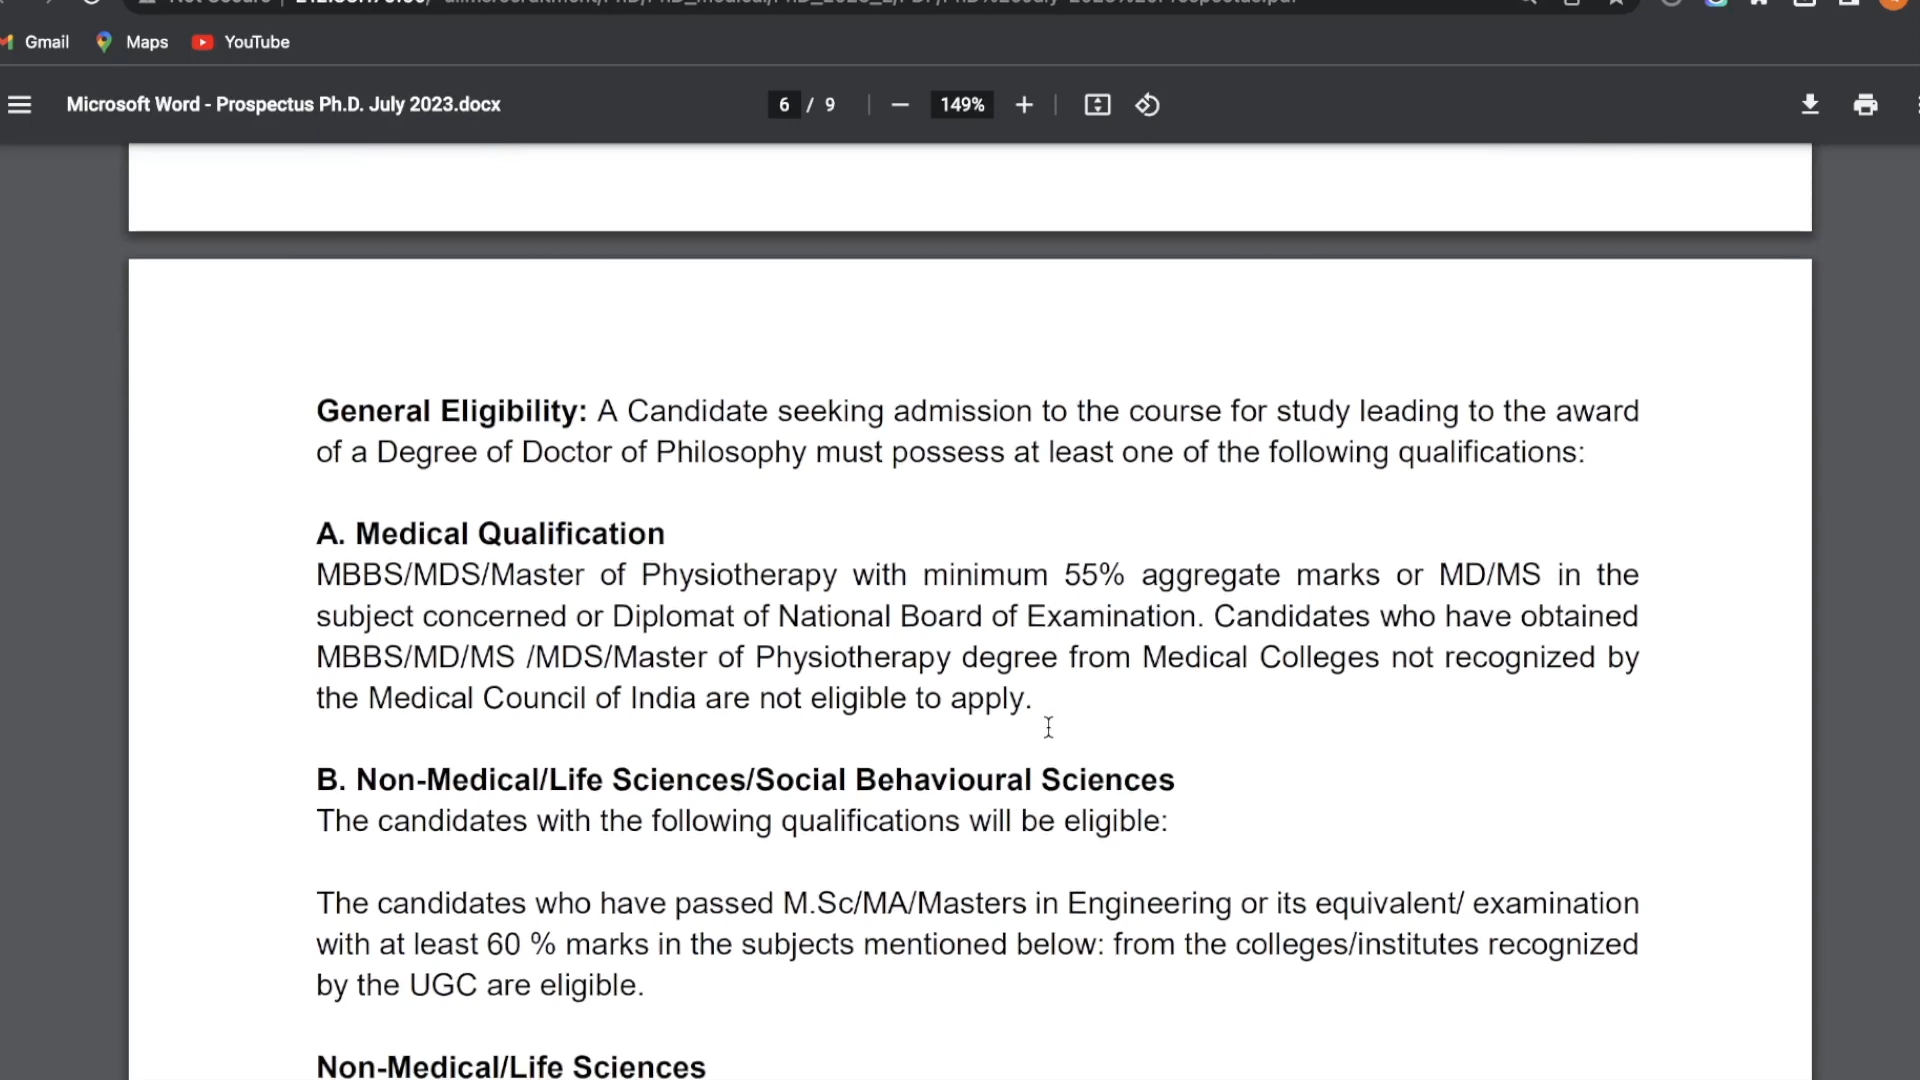 Gmail
Maps
YouTube
Microsoft Word - Prospectus Ph.D. July 2023.docx
6 / 9
149%
General Eligibility: A Candidate seeking admission to the course for study leading to the award
of a Degree of Doctor of Philosophy must possess at least one of the following qualifications:
A. Medical Qualification
MBBS/MDS/Master of Physiotherapy with minimum 55% aggregate marks or MD/MS in the
subject concerned or Diplomat of National Board of Examination. Candidates who have obtained
MBBS/MD/MS /MDS/Master of Physiotherapy degree from Medical Colleges not recognized by
the Medical Council of India are not eligible to apply.
B. Non-Medical/Life Sciences/Social Behavioural Sciences
The candidates with the following qualifications will be eligible:
The candidates who have passed M.Sc/MA/Masters in Engineering or its equivalent/ examination
with at least 60 % marks in the subjects mentioned below: from the colleges/institutes recognized
by the UGC are eligible.
Non-Medical/Life Sciences